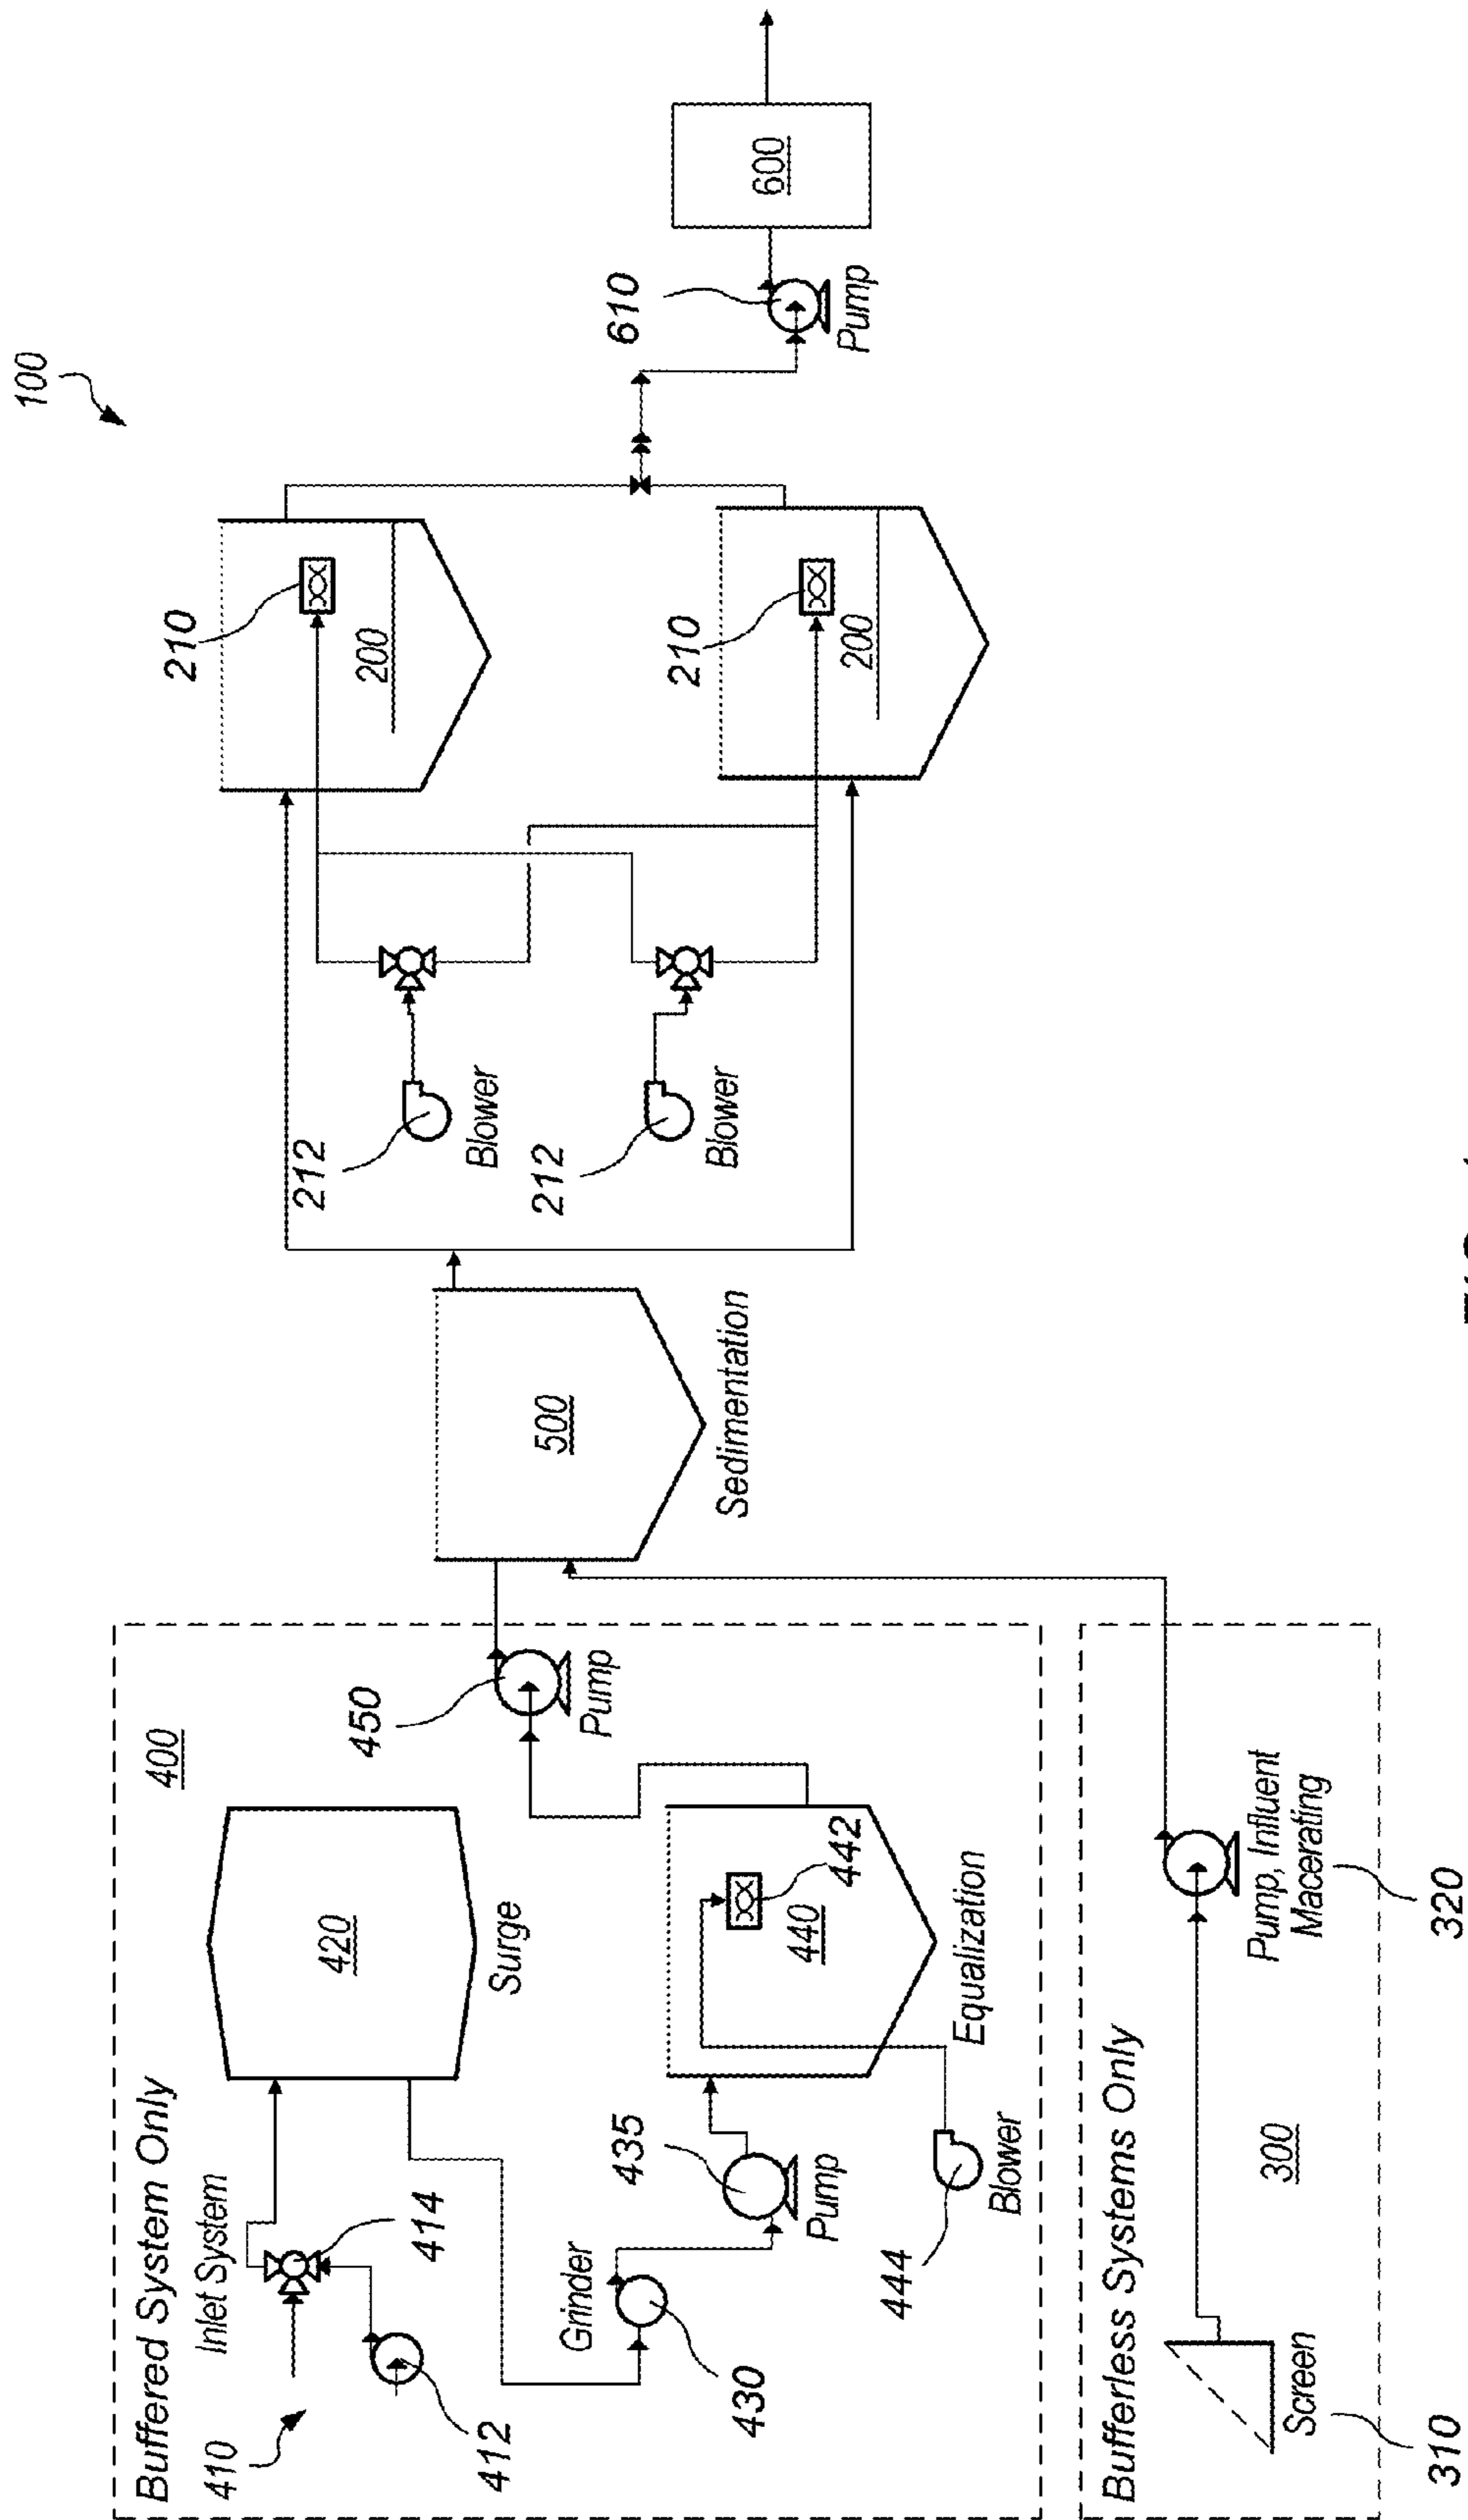 100
Buffered System Only
400
410
Inlet System
412
414
420
Surge
Grinder
430
435
Pump
440
442
Equalization
444
Blower
450
Pump
Bufferless Systems Only
300
310
Screen
320
Pump, Influent
Macerating
500
Sedimentation
212
Blower
212
Blower
210
200
210
200
610
Pump
600